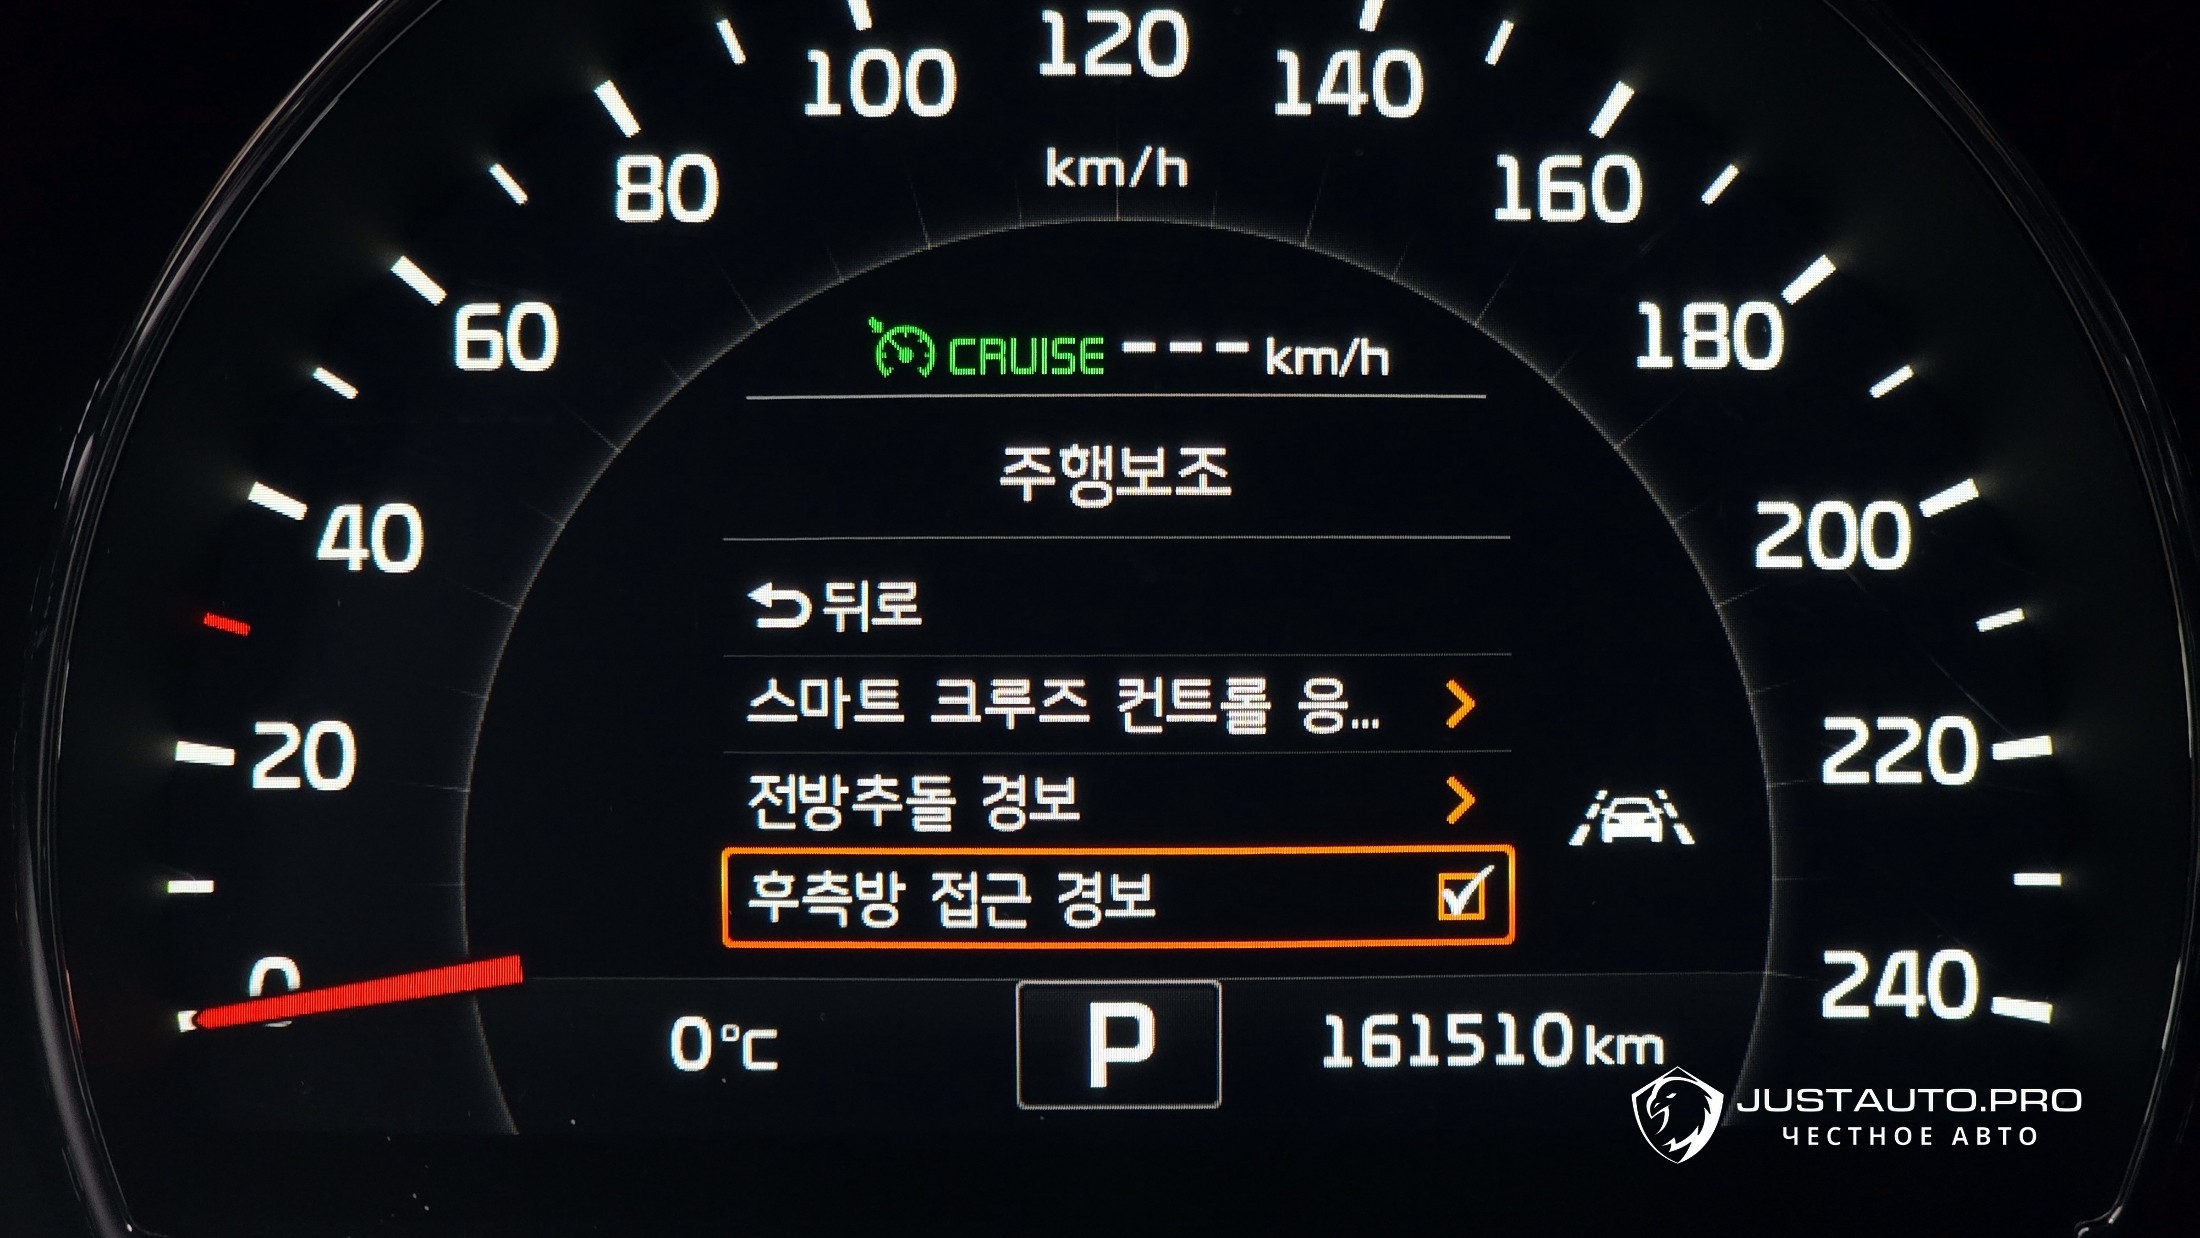 100 120 140
80 km/h 160
60 180
CRUISE --- km/h
주행보조
40 200
뒤로
스마트 크루즈 컨트롤 응...
20 220
전방추돌 경보
후측방 접근 경보
0 240
0°C P 161510km
JUSTAUTO.PRO
ЧЕСТНОЕ АВТО